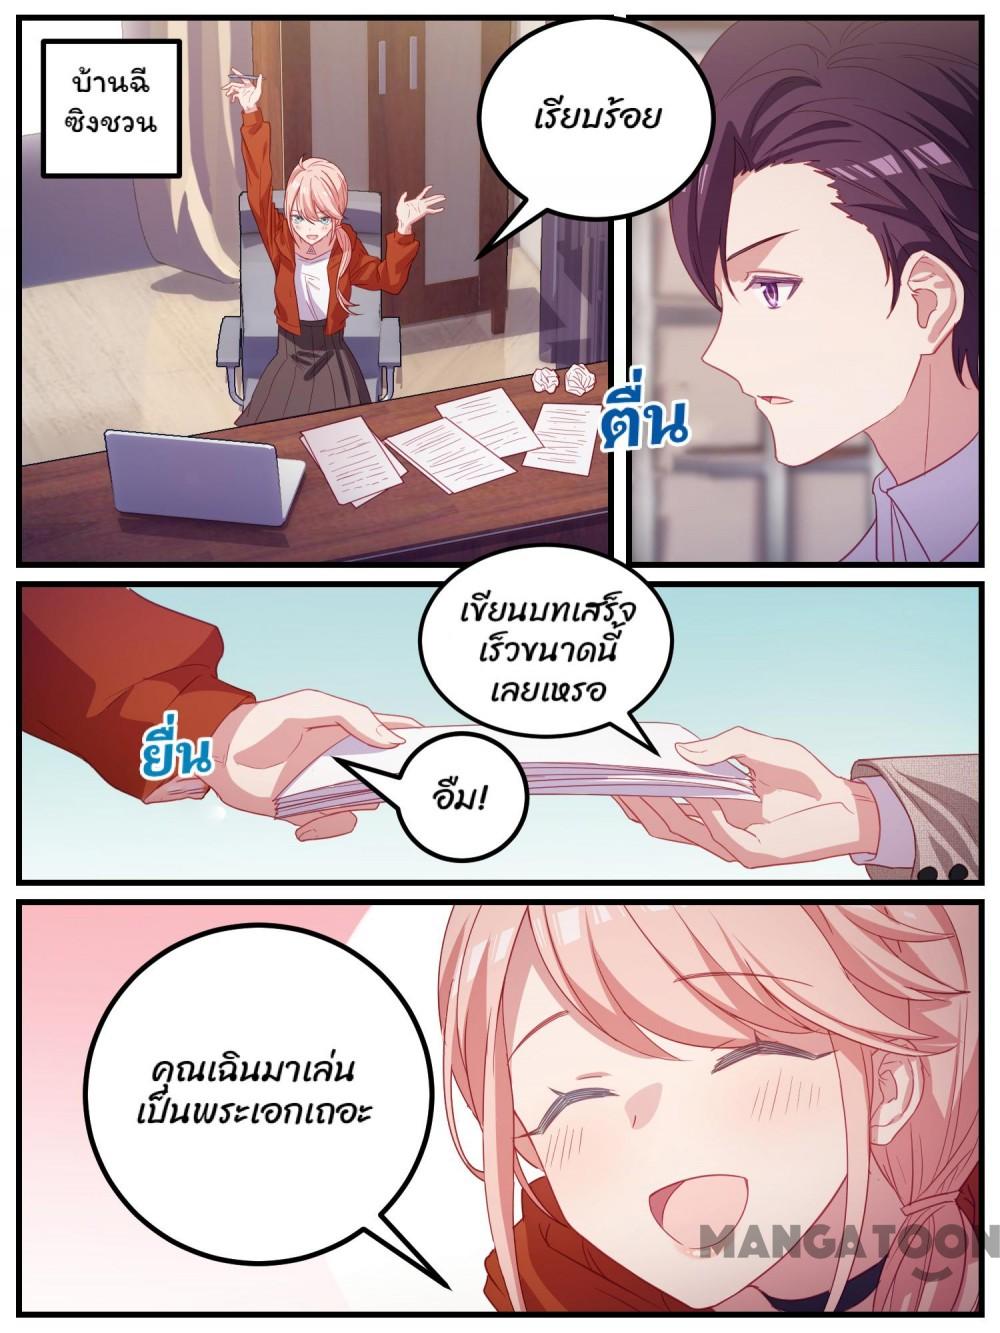 บ้านฉี
ซิงชวน
เรียบร้อย
ตื่น
เขียนบทเสร็จ
เร็วขนาดนี้
เลยเหรอ
ยื่น
อืม!
คุณเฉินมาเล่น
เป็นพระเอกเถอะ
MANGATOON